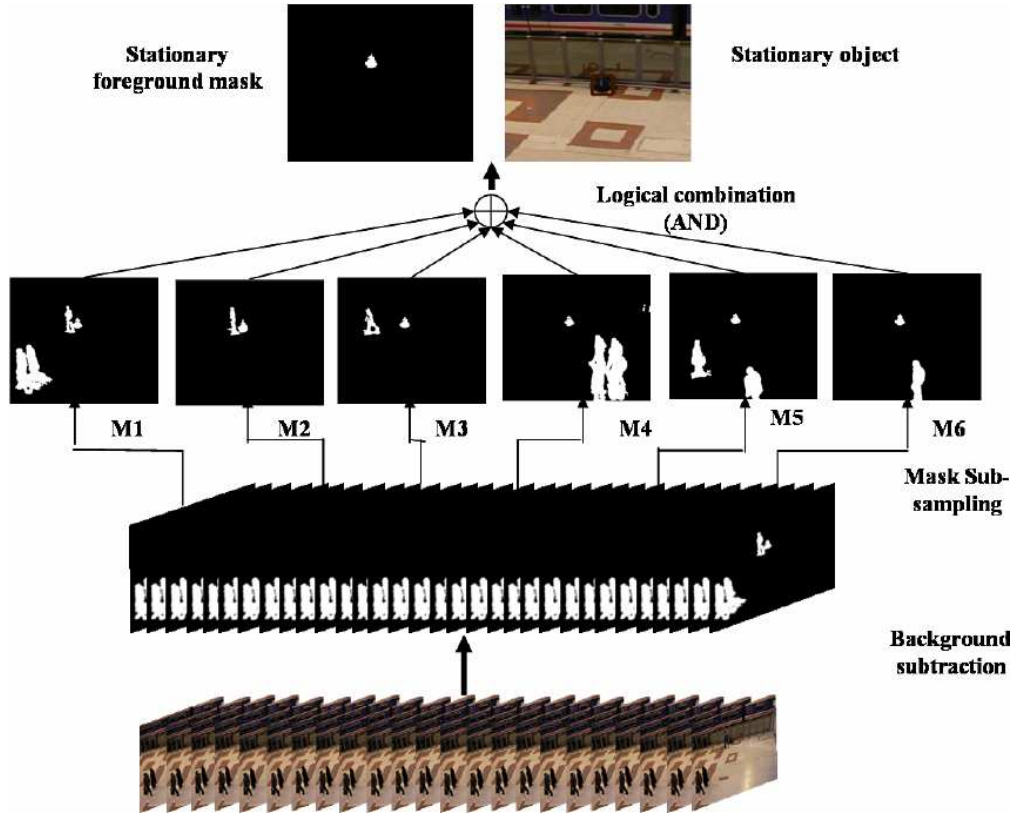 Stationary
foreground mask
Stationary object
Logical combination
(AND)
M1
M2
M3
M4
M5
M6
Mask Sub-
sampling
Background
subtraction